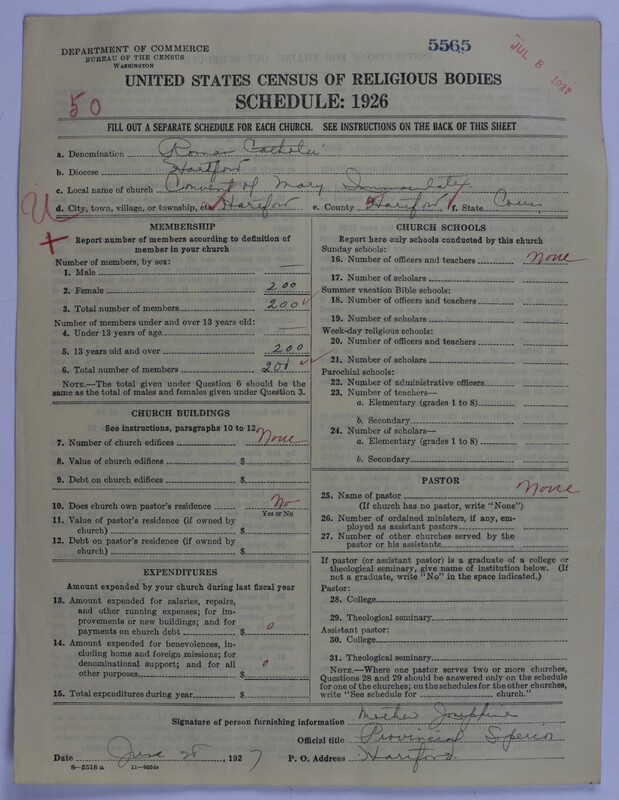 DEPARTMENT OF COMMERCE
BUREAU OF THE CENSUS
WASHINGTON
5565
JUL 8 1927
UNITED STATES CENSUS OF RELIGIOUS BODIES
50
SCHEDULE: 1926
FILL OUT A SEPARATE SCHEDULE FOR EACH CHURCH. SEE INSTRUCTIONS ON THE BACK OF THIS SHEET
a. Denomination Roman Catholic
b. Diocese Hartford
c. Local name of church Convent of Mary Immaculate
U
d. City, town, village, or township, etc. Hartford e. County Hartford f. State Conn
MEMBERSHIP
Report number of members according to definition of
member in your church
Number of members, by sex:
1. Male
2. Female 200
3. Total number of members 200
Number of members under and over 13 years old:
4. Under 13 years of age
5. 13 years old and over 200
6. Total number of members 200
NOTE.—The total given under Question 6 should be the
same as the total of males and females given under Question 3.
CHURCH BUILDINGS
See instructions, paragraphs 10 to 12
7. Number of church edifices None
8. Value of church edifices $
9. Debt on church edifices $
10. Does church own pastor's residence No
Yes or No
11. Value of pastor's residence (if owned by
church) $
12. Debt on pastor's residence (if owned by
church) $
EXPENDITURES
Amount expended by your church during last fiscal year
13. Amount expended for salaries, repairs,
and other running expenses; for im-
provements or new buildings; and for
payments on church debt $ 0
14. Amount expended for benevolences, in-
cluding home and foreign missions; for
denominational support; and for all
other purposes $ 0
15. Total expenditures during year $
CHURCH SCHOOLS
Report here only schools conducted by this church
Sunday schools:
16. Number of officers and teachers None
17. Number of scholars
Summer vacation Bible schools:
18. Number of officers and teachers
19. Number of scholars
Week-day religious schools:
20. Number of officers and teachers
21. Number of scholars
Parochial schools:
22. Number of administrative officers
23. Number of teachers—
a. Elementary (grades 1 to 8)
b. Secondary
24. Number of scholars—
a. Elementary (grades 1 to 8)
b. Secondary
PASTOR
25. Name of pastor None
(If church has no pastor, write "None")
26. Number of ordained ministers, if any, em-
ployed as assistant pastors
27. Number of other churches served by the
pastor or his assistants
If pastor (or assistant pastor) is a graduate of a college or
theological seminary, give name of institution below. (If
not a graduate, write "No" in the space indicated.)
Pastor:
28. College
29. Theological seminary
Assistant pastor:
30. College
31. Theological seminary
NOTE.—Where one pastor serves two or more churches,
Questions 28 and 29 should be answered only on the schedule
for one of the churches; on the schedules for the other churches,
write "See schedule for church."
Signature of person furnishing information Mother Josephine
Official title Provincial Superior
Date June 25, 1927 P. O. Address Hartford.
8—5518a